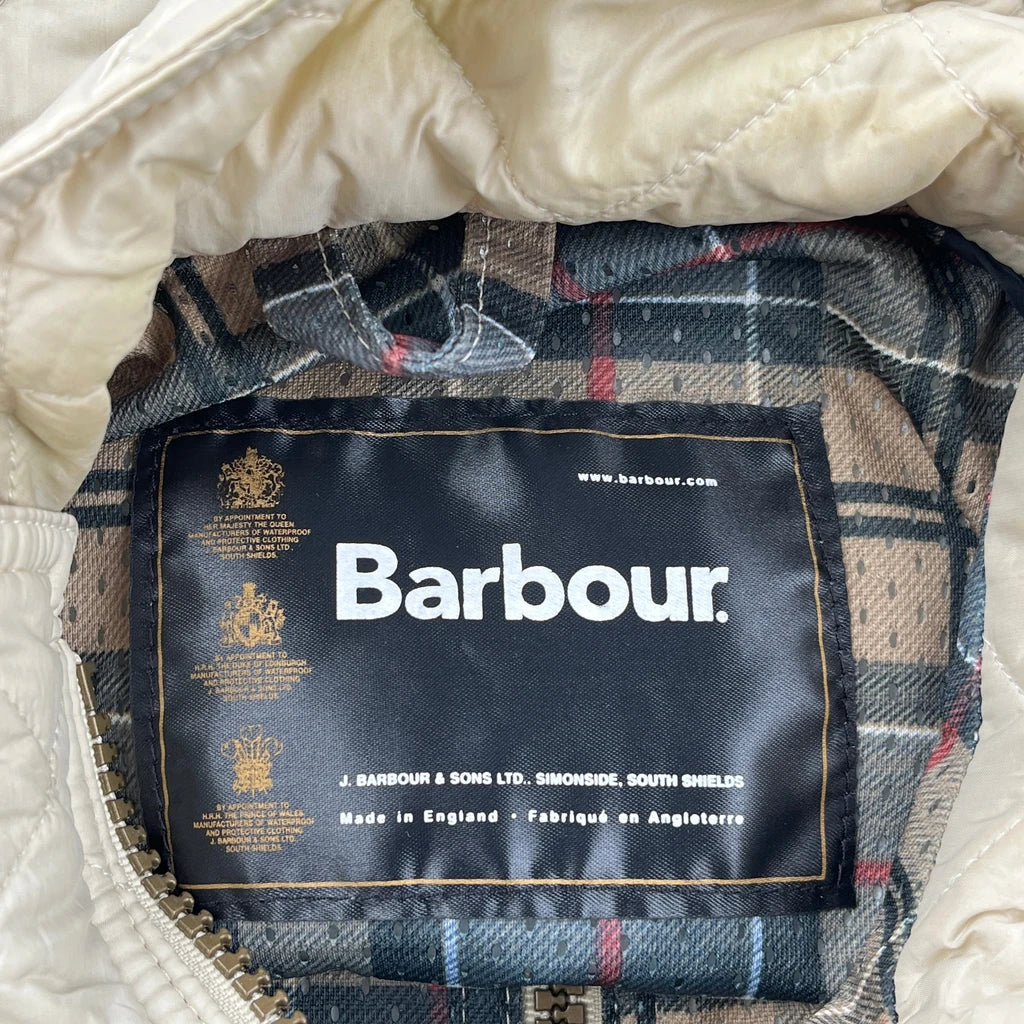 www.barbour.com
BY APPOINTMENT TO
HER MAJESTY THE QUEEN
MANUFACTURERS OF WATERPROOF
AND PROTECTIVE CLOTHING
J. BARBOUR & SONS LTD.,
SOUTH SHIELDS.
Barbour.
BY APPOINTMENT TO
H.R.H. THE DUKE OF EDINBURGH
MANUFACTURERS OF WATERPROOF
AND PROTECTIVE CLOTHING
J. BARBOUR & SONS LTD.
SOUTH SHIELDS.
BY APPOINTMENT TO
H.R.H. THE PRINCE OF WALES
MANUFACTURERS OF WATERPROOF
AND PROTECTIVE CLOTHING
J. BARBOUR & SONS LTD.
SOUTH SHIELDS.
J. BARBOUR & SONS LTD., SIMONSIDE, SOUTH SHIELDS
Made in England • Fabriqué en Angleterre